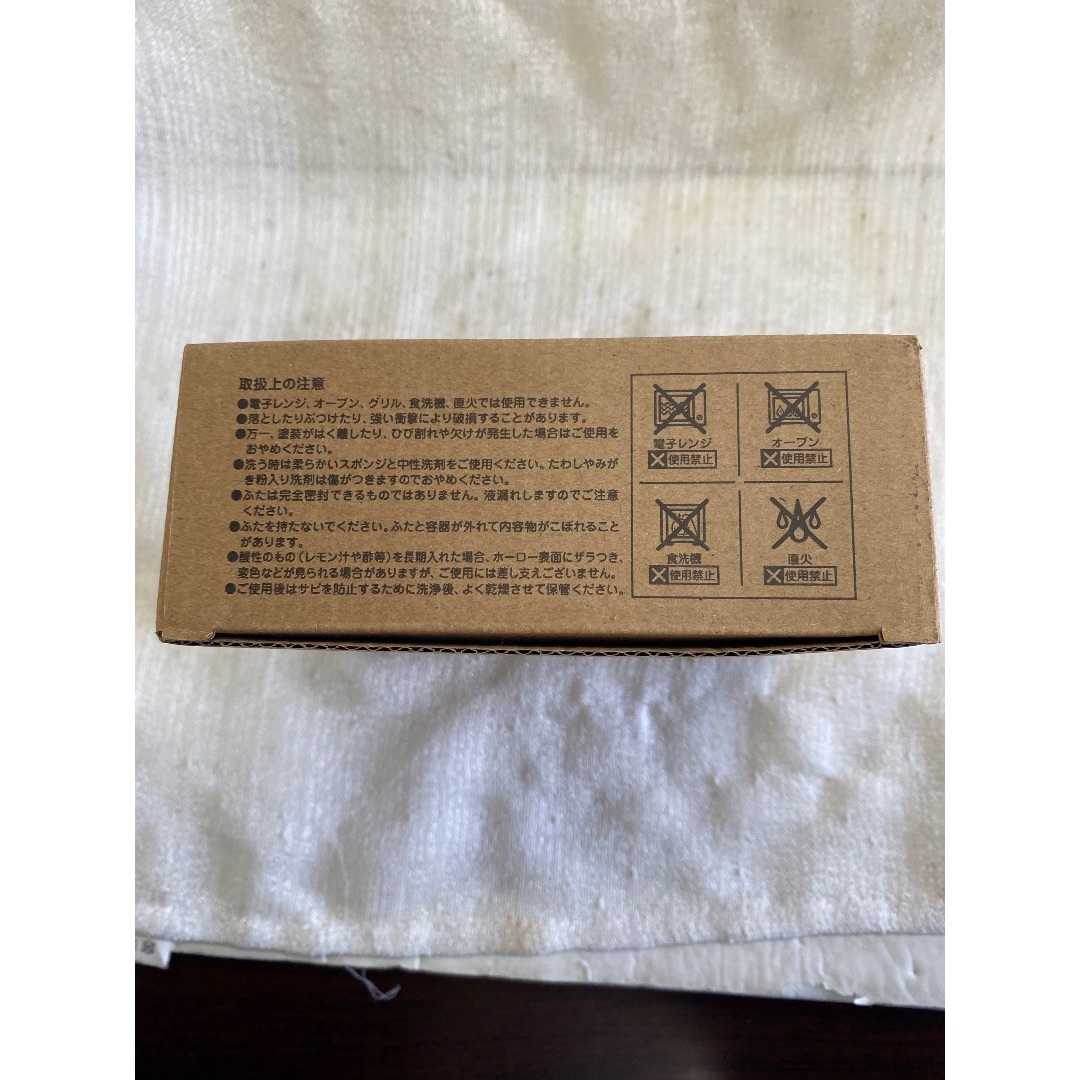 取扱上の注意
●電子レンジ、オーブン、グリル、食洗機、直火では使用できません。
●落としたりぶつけたり、強い衝撃により破損することがあります。
●万一、塗装がはく離したり、ひび割れや欠けが発生した場合はご使用を
おやめください。
●洗う時は柔らかいスポンジと中性洗剤をご使用ください。たわしやみが
き粉入り洗剤は傷がつきますのでおやめください。
●ふたは完全密封できるものではありません。液漏れしますのでご注意
ください。
●ふたを持たないでください。ふたと容器が外れて内容物がこぼれること
があります。
●酸性のもの（レモン汁や酢等）を長期入れた場合、ホーロー表面にザラつき、
変色などが見られる場合がありますが、ご使用には差し支えございません。
●ご使用後はサビを防止するために洗浄後、よく乾燥させて保管ください。
電子レンジ
使用禁止
オーブン
使用禁止
食洗機
使用禁止
直火
使用禁止